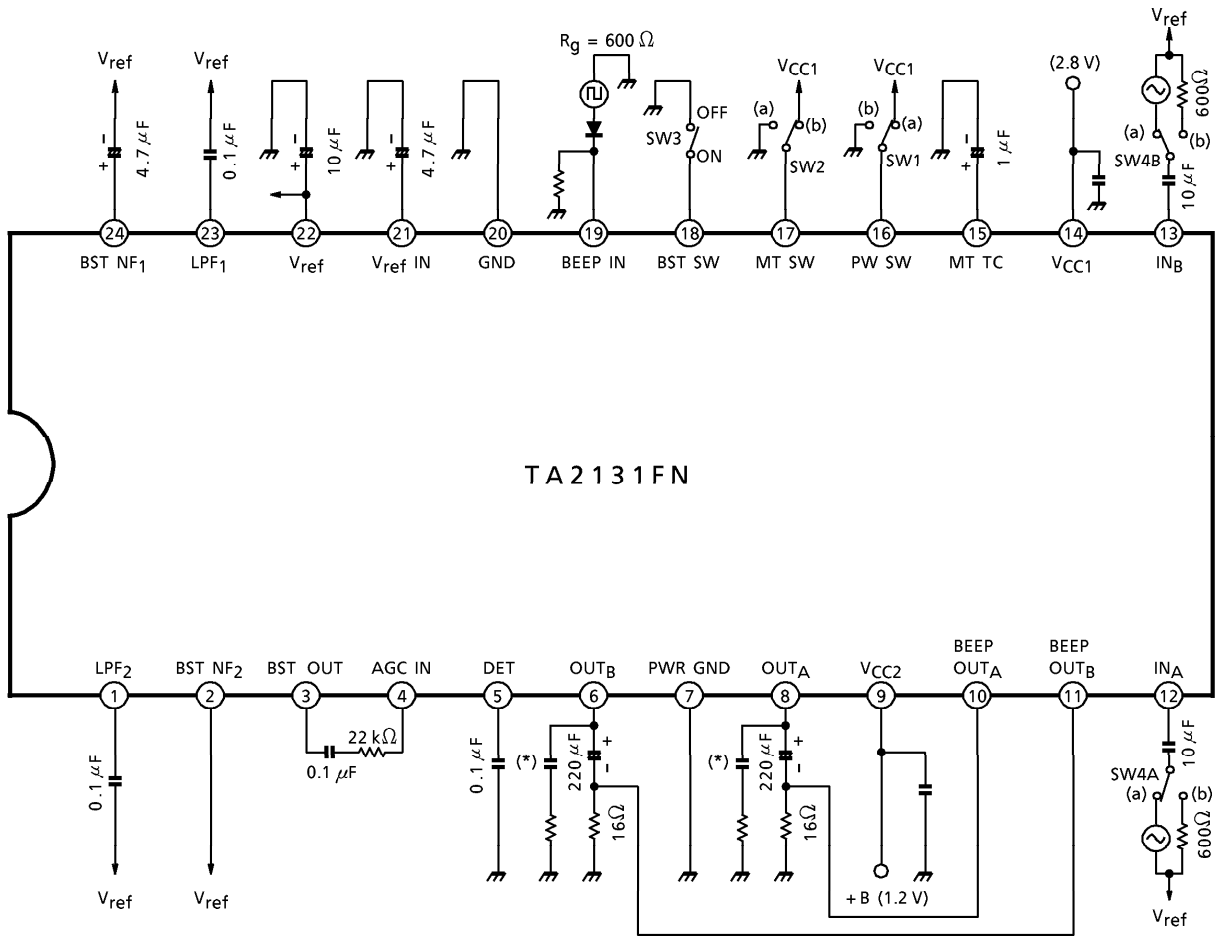 Vref
Vref
Rg = 600 Ω
Vref
(2.8 V)
VCC1
VCC1
(a)
(b)
(b)
(a)
OFF
SW3
ON
SW2
SW1
600Ω
(a)
(b)
SW4B
- + 4.7 μF
0.1 μF
- + 10 μF
- + 4.7 μF
- + 1 μF
10 μF
24 23 22 21 20 19 18 17 16 15 14 13
BST NF1 LPF1 Vref Vref IN GND BEEP IN BST SW MT SW PW SW MT TC VCC1 INB
TA2131FN
LPF2 BST NF2 BST OUT AGC IN DET OUTB PWR GND OUTA VCC2 BEEP OUTA BEEP OUTB INA
1 2 3 4 5 6 7 8 9 10 11 12
0.1 μF
22 kΩ
0.1 μF
0.1 μF
(*)
220 μF + -
16Ω
(*)
220 μF + -
16Ω
10 μF
SW4A
(a)
(b)
600Ω
+B (1.2 V)
Vref
Vref
Vref